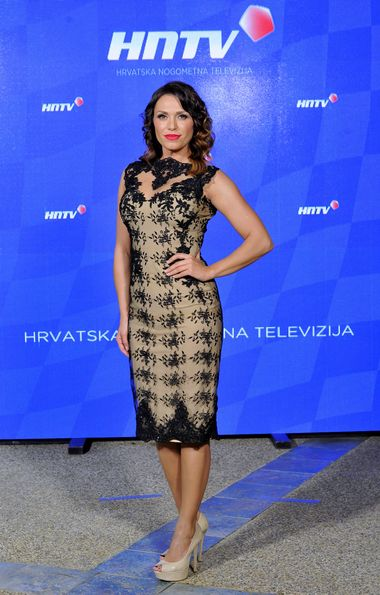 HNTV
HRVATSKA NOGOMETNA TELEVIZIJA
HNTV
HNTV
HNTV
HNTV
HRVATSKA NA TELEVIZIJA